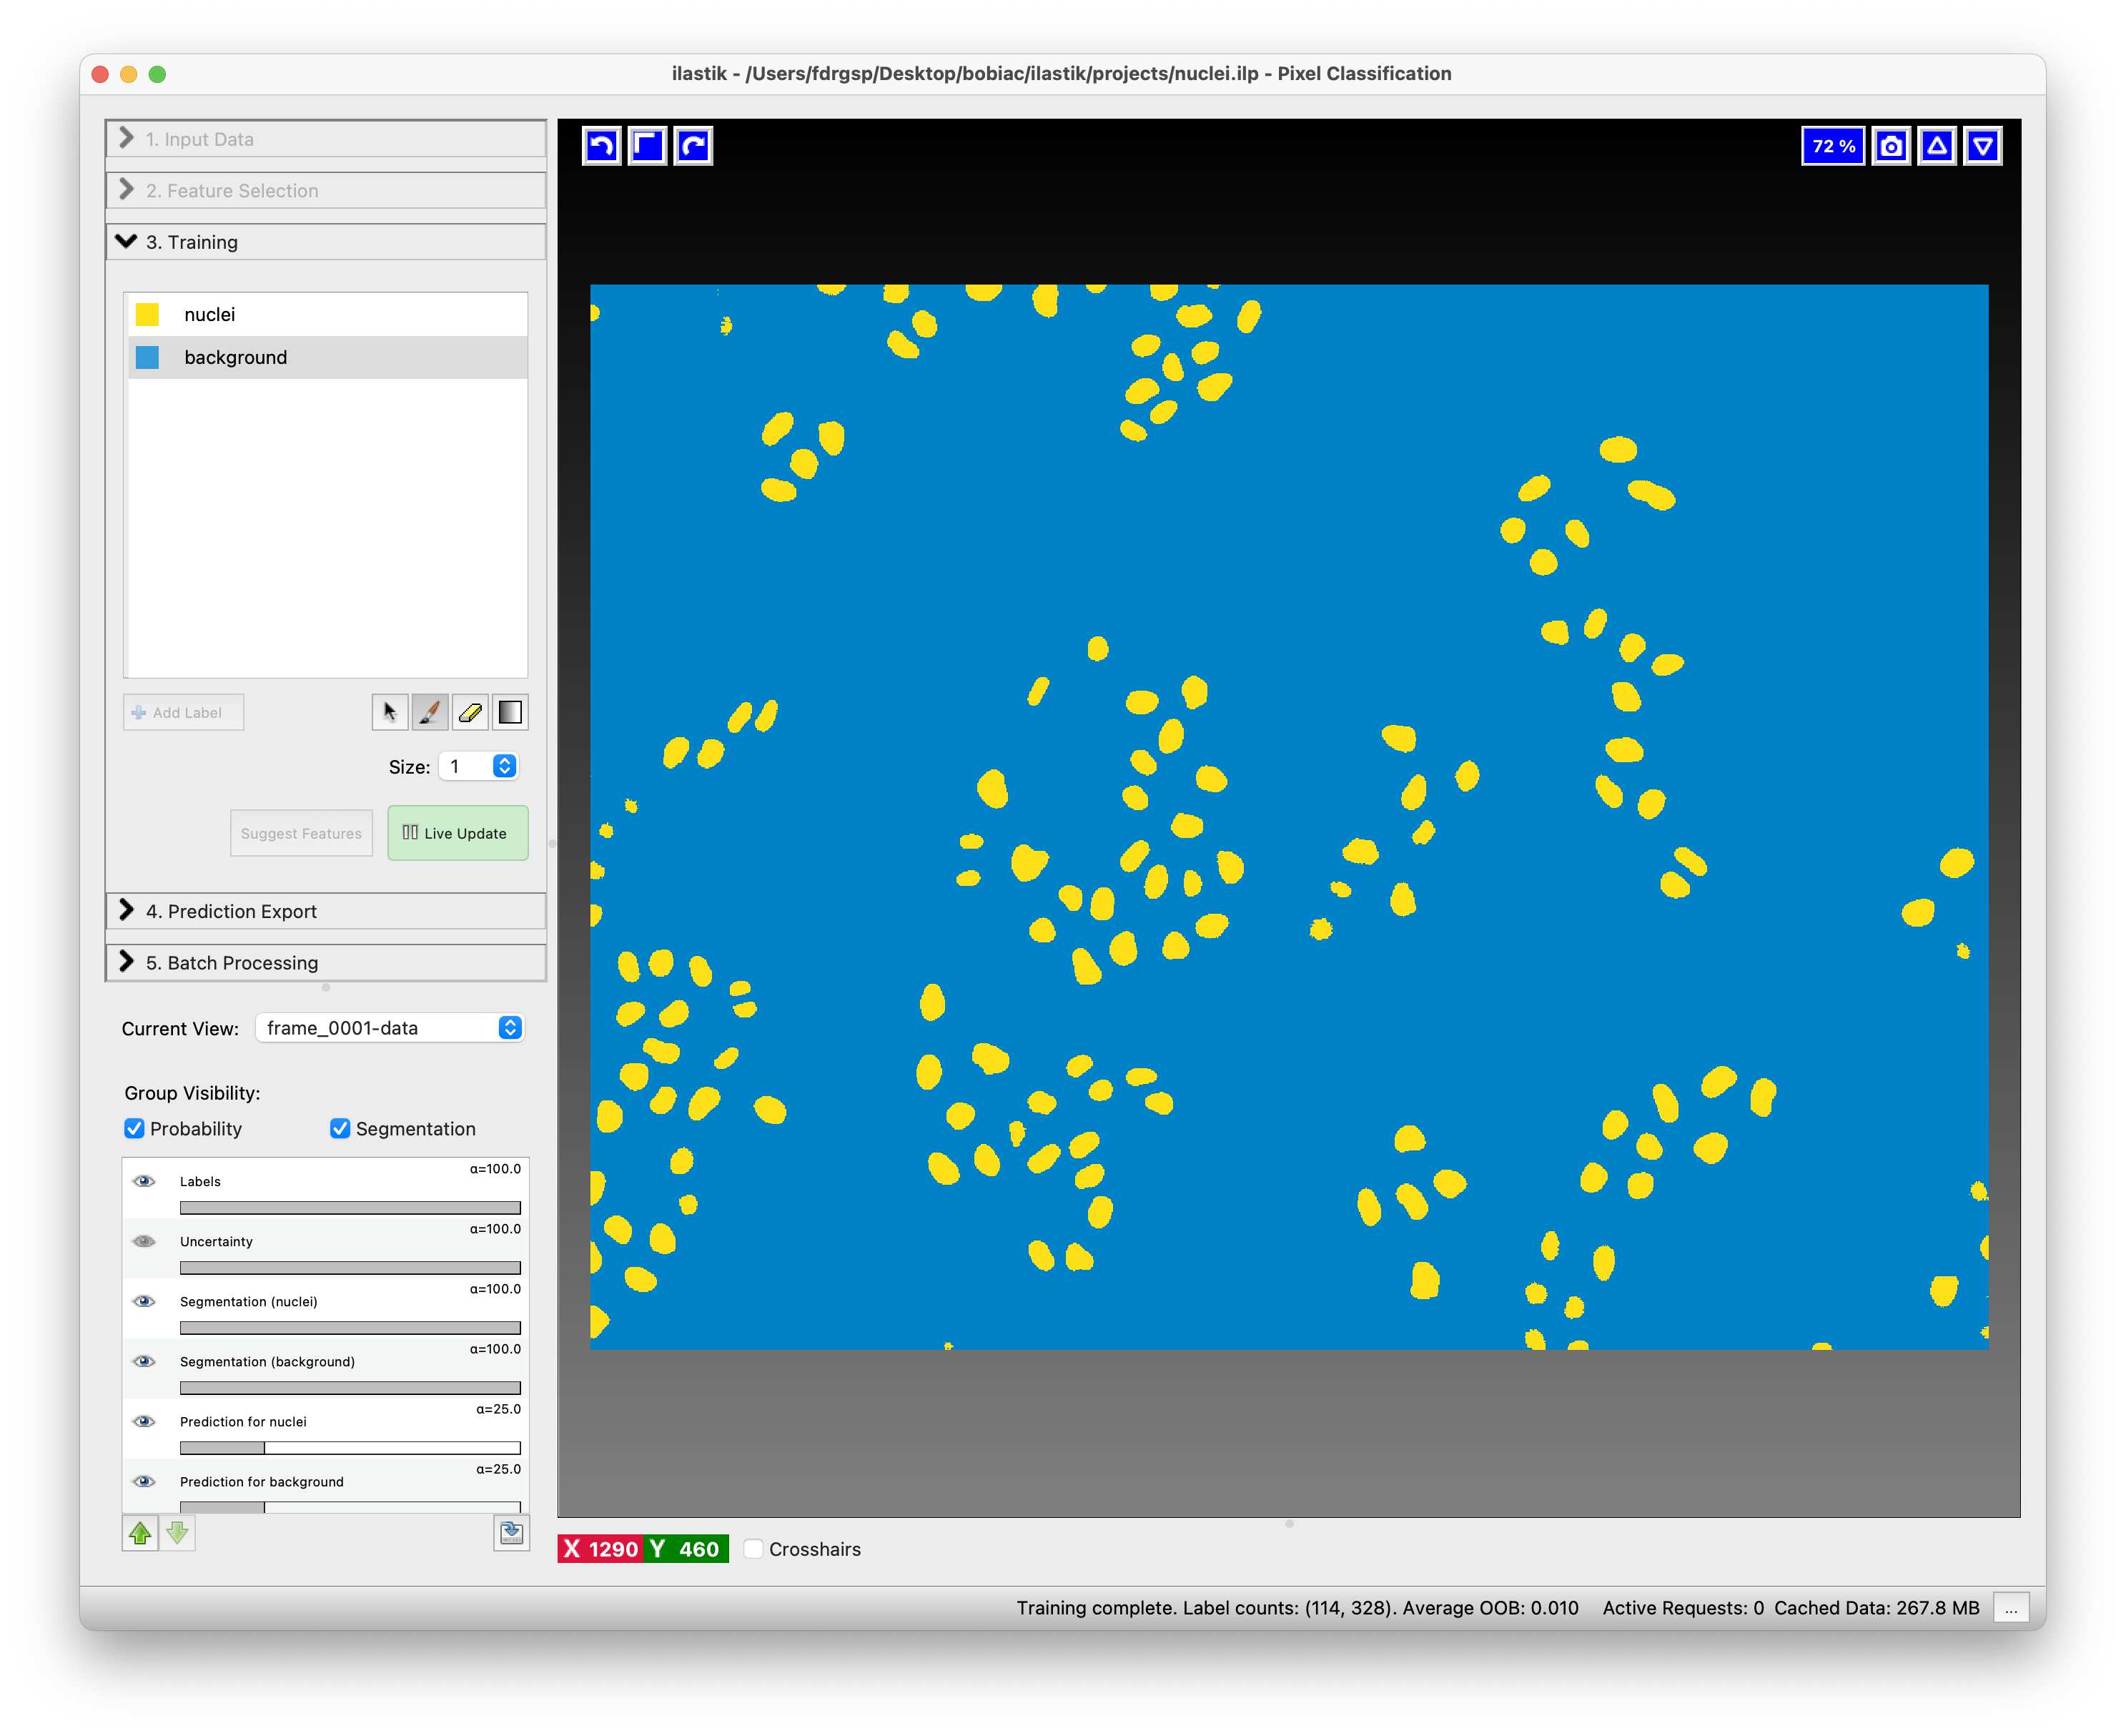 ilastik - /Users/fdrgsp/Desktop/bobiac/ilastik/projects/nuclei.ilp - Pixel Classification
1. Input Data
2. Feature Selection
3. Training
nuclei
background
Add Label
Size: 1
Suggest Features
Live Update
4. Prediction Export
5. Batch Processing
Current View: frame_0001-data
Group Visibility:
Probability
Segmentation
α=100.0
Labels
α=100.0
Uncertainty
α=100.0
Segmentation (nuclei)
α=100.0
Segmentation (background)
α=25.0
Prediction for nuclei
α=25.0
Prediction for background
72 %
X 1290 Y 460
Crosshairs
Training complete. Label counts: (114, 328). Average OOB: 0.010 Active Requests: 0 Cached Data: 267.8 MB ...